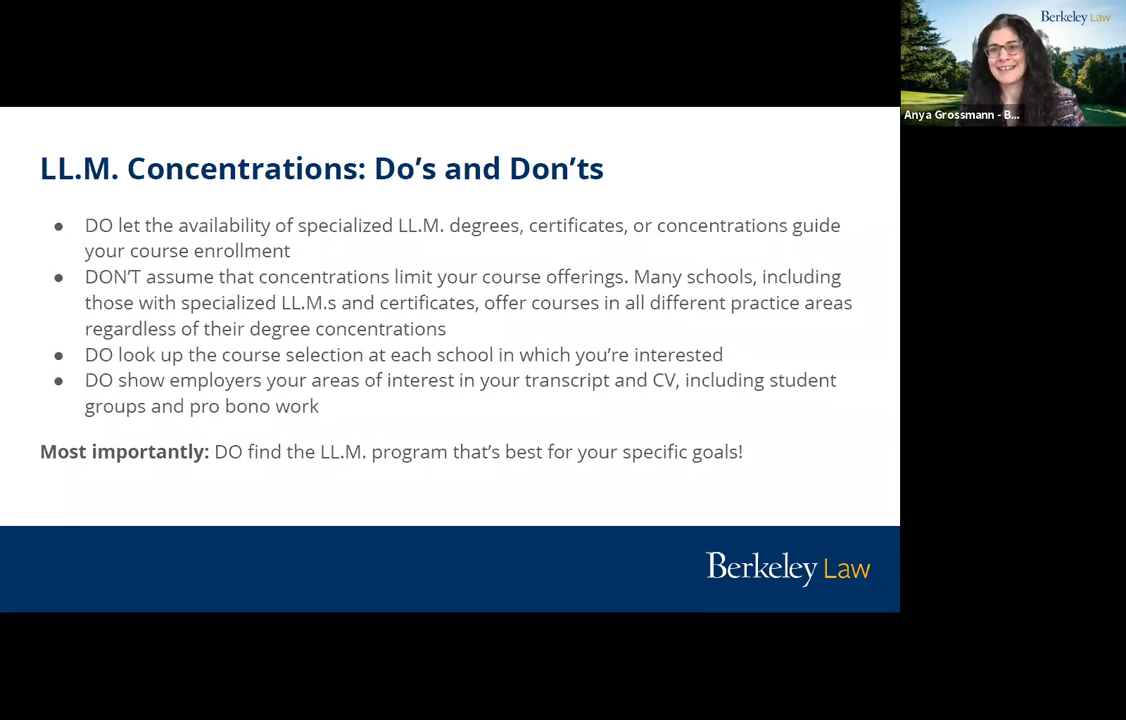 Berkeley Law
Anya Grossmann - B...
LL.M. Concentrations: Do’s and Don’ts
● DO let the availability of specialized LL.M. degrees, certificates, or concentrations guide
your course enrollment
● DON’T assume that concentrations limit your course offerings. Many schools, including
those with specialized LL.M.s and certificates, offer courses in all different practice areas
regardless of their degree concentrations
● DO look up the course selection at each school in which you’re interested
● DO show employers your areas of interest in your transcript and CV, including student
groups and pro bono work
Most importantly: DO find the LL.M. program that’s best for your specific goals!
Berkeley Law